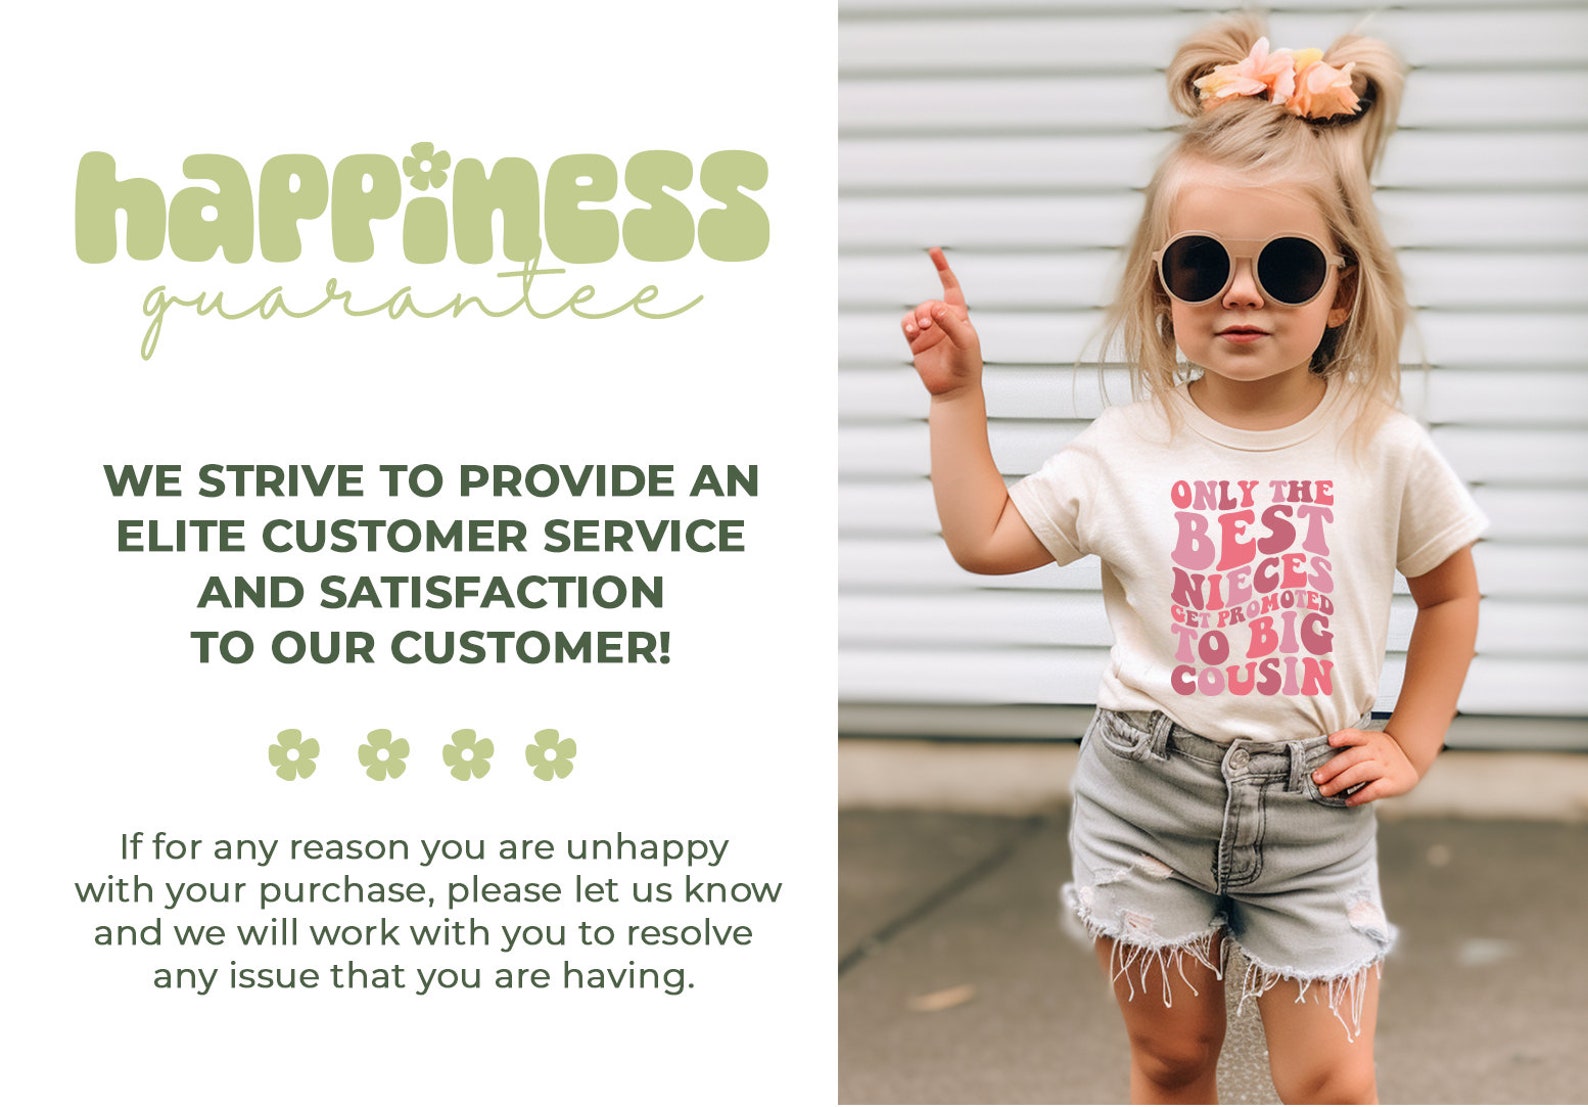 happiness
guarantee
WE STRIVE TO PROVIDE AN
ELITE CUSTOMER SERVICE
AND SATISFACTION
TO OUR CUSTOMER!
If for any reason you are unhappy
with your purchase, please let us know
and we will work with you to resolve
any issue that you are having.
ONLY THE
BEST
NIECES
GET PROMOTED
TO BIG
COUSIN